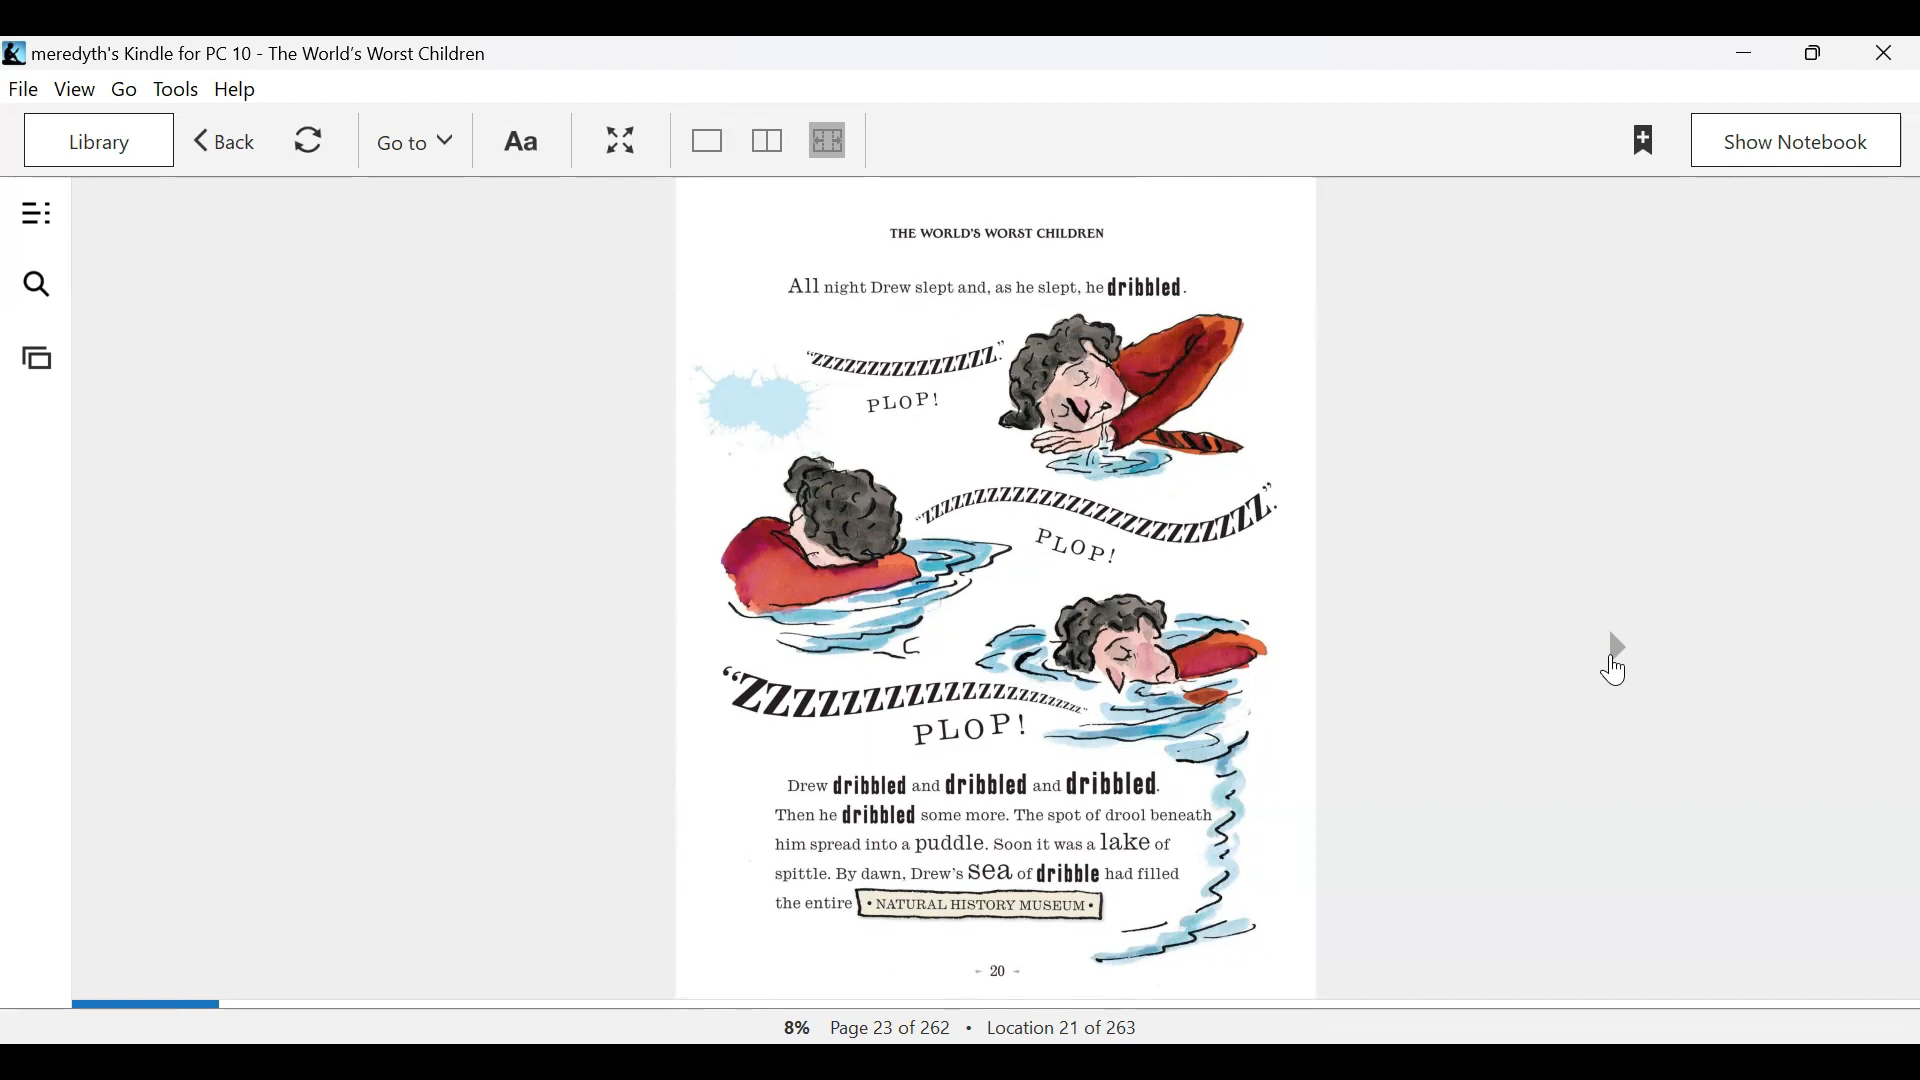 meredyth's Kindle for PC 10 - The World's Worst Children
File View Go Tools Help
Library Back Go to Aa Show Notebook
THE WORLD'S WORST CHILDREN
All night Drew slept and, as he slept, he dribbled.
“ZZZZZZZZZZZZZZZ.”
PLOP!
“ZZZZZZZZZZZZZZZZZZZZZZZ.”
PLOP!
“ZZZZZZZZZZZZZZZZZZZZZZ.”
PLOP!
Drew dribbled and dribbled and dribbled.
Then he dribbled some more. The spot of drool beneath
him spread into a puddle. Soon it was a lake of
spittle. By dawn, Drew's sea of dribble had filled
the entire • NATURAL HISTORY MUSEUM •
20
8% Page 23 of 262 • Location 21 of 263